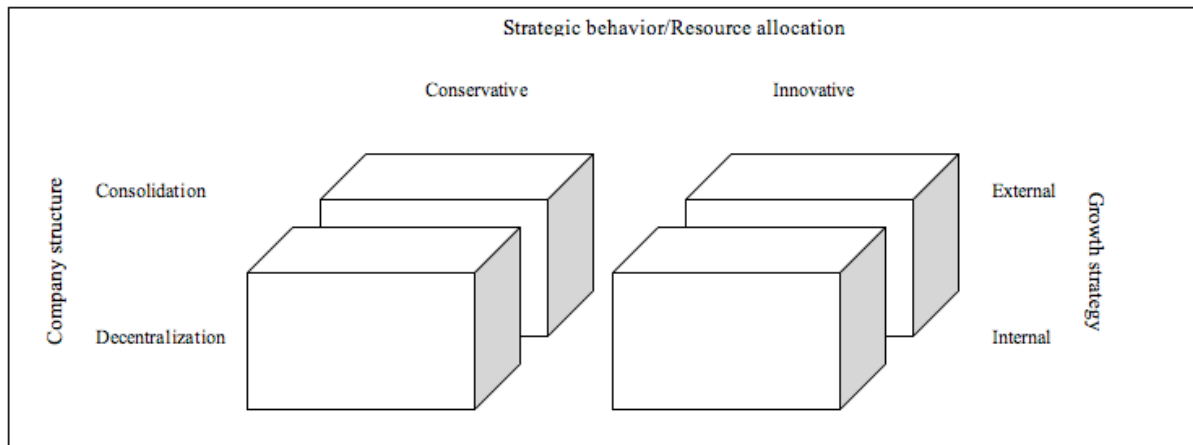 Strategic behavior/Resource allocation
Conservative
Innovative
Company structure
Consolidation
External
Growth strategy
Decentralization
Internal